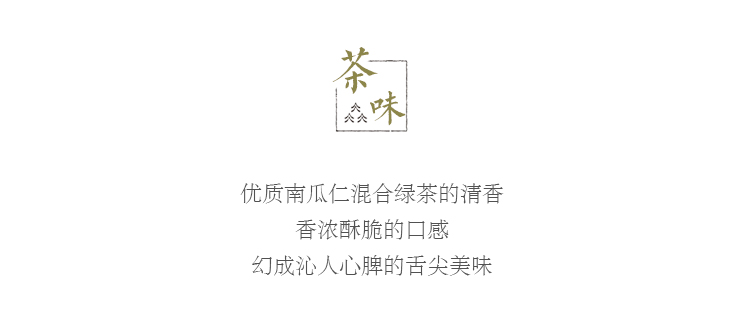 茶味
优质南瓜仁混合绿茶的清香
香浓酥脆的口感
幻成沁人心脾的舌尖美味